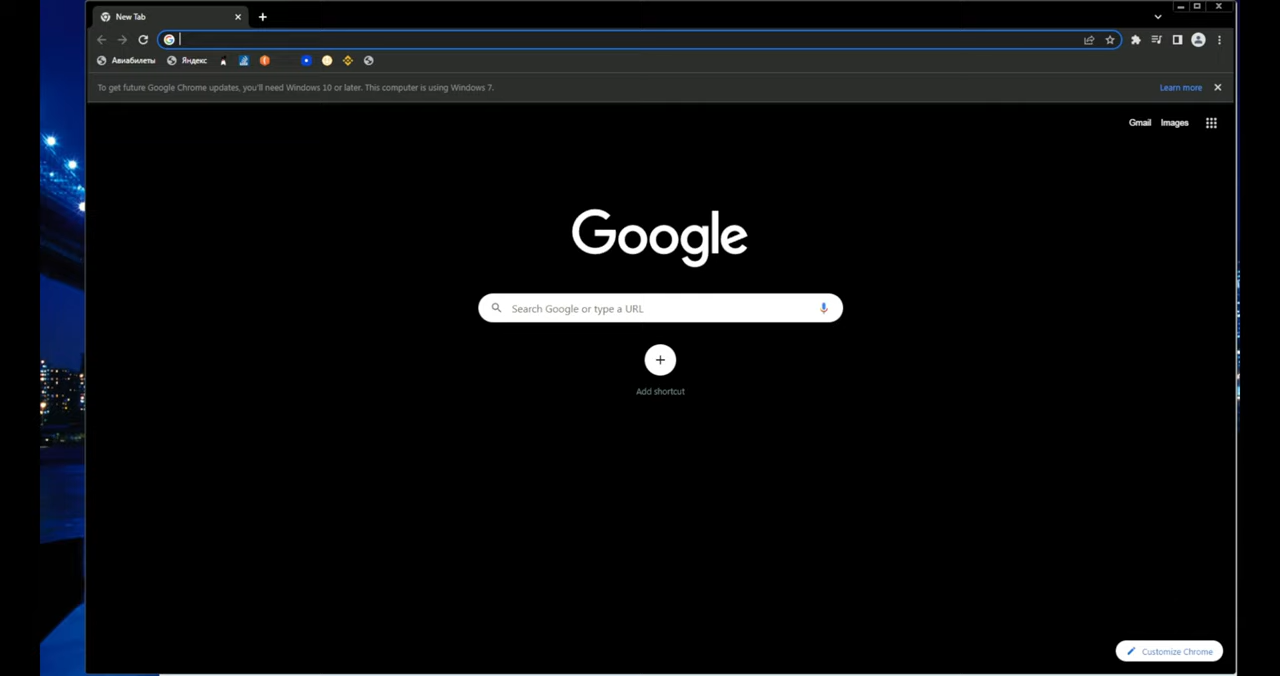 New Tab
Авиабилеты Яндекс
To get future Google Chrome updates, you'll need Windows 10 or later. This computer is using Windows 7. Learn more
Gmail Images
Google
Search Google or type a URL
Add shortcut
Customize Chrome